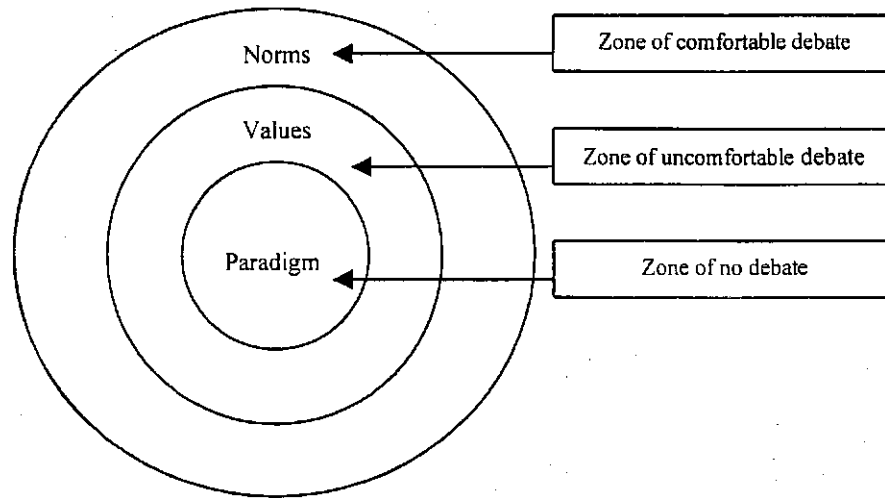 Norms
Zone of comfortable debate
Values
Zone of uncomfortable debate
Paradigm
Zone of no debate